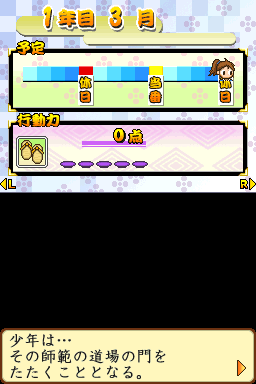 1年目 3月
予定
休日
当番
休日
行動力
0点
L
R
少年は…
その師範の道場の門を
たたくこととなる。